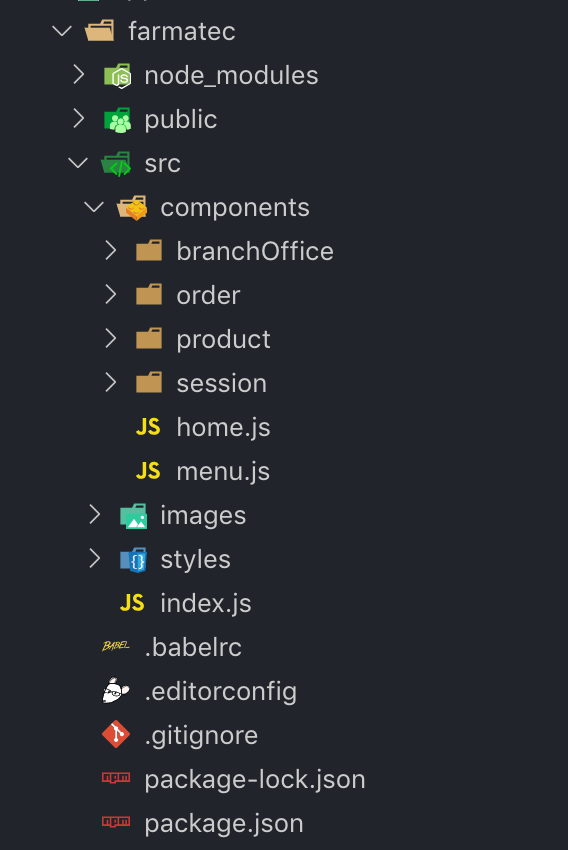 farmatec
node_modules
public
src
components
branchOffice
order
product
session
JS home.js
JS menu.js
images
styles
JS index.js
BABEL .babelrc
.editorconfig
.gitignore
package-lock.json
package.json